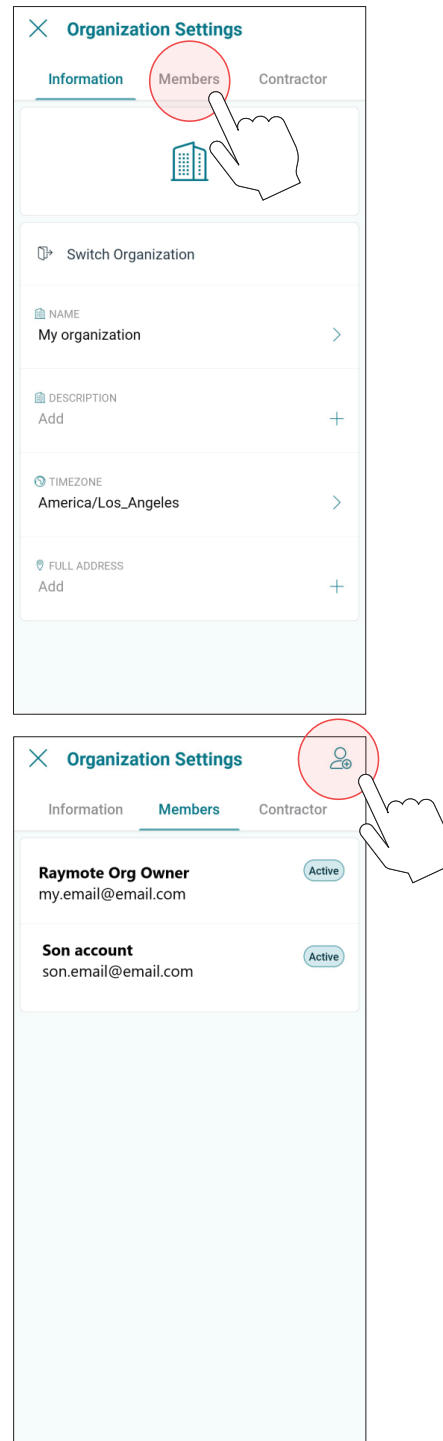 Organization Settings
Information Members Contractor
Switch Organization
NAME
My organization
DESCRIPTION
Add
TIMEZONE
America/Los_Angeles
FULL ADDRESS
Add
Organization Settings
Information Members Contractor
Raymote Org Owner Active
my.email@email.com
Son account Active
son.email@email.com